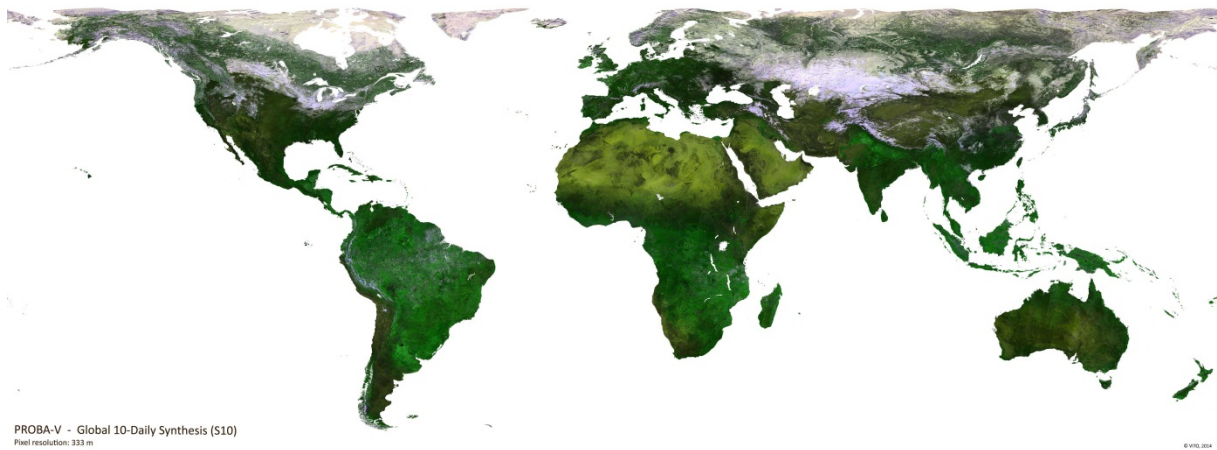 PROBA-V - Global 10-Daily Synthesis (S10)
Pixel resolution: 333 m
© VITO, 2014